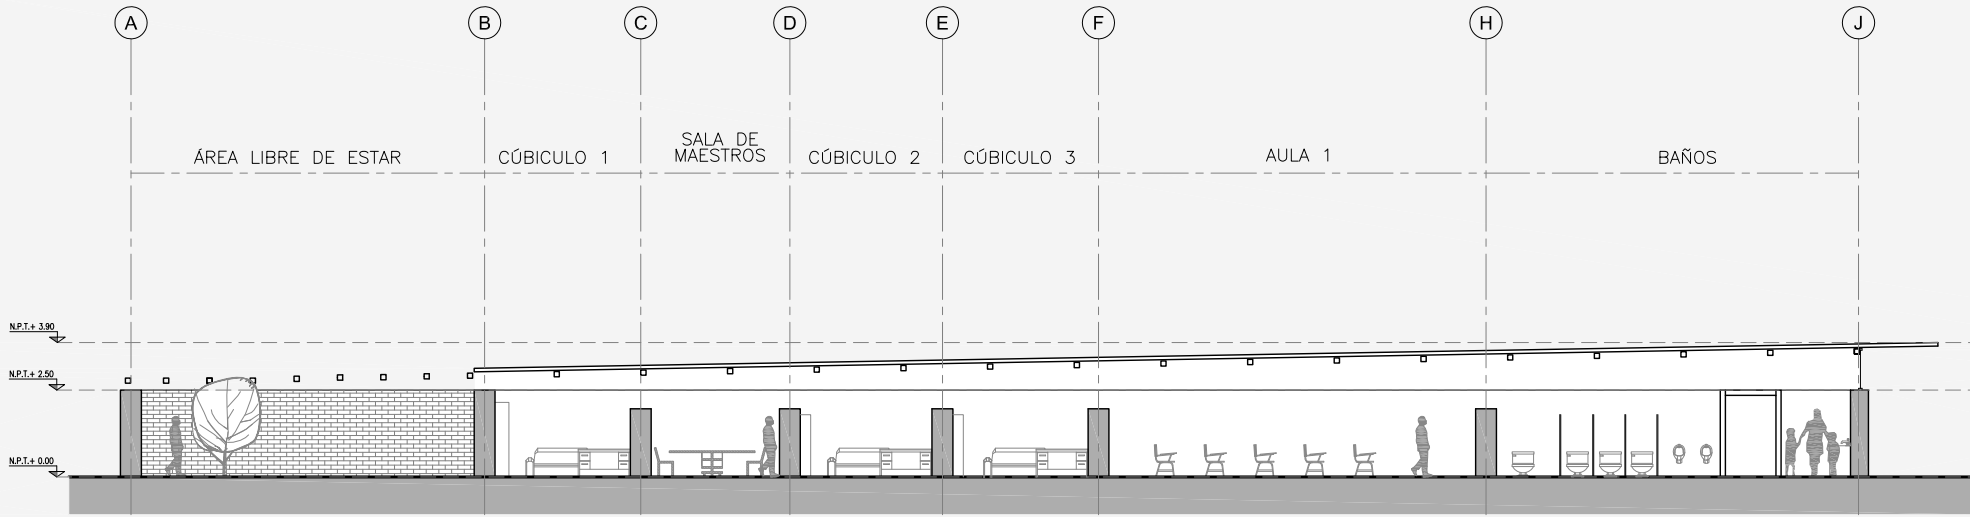 A B C D E F H J
SALA DE
ÁREA LIBRE DE ESTAR CÚBICULO 1 MAESTROS CÚBICULO 2 CÚBICULO 3 AULA 1 BAÑOS
N.P.T.+ 3.90
N.P.T.+ 2.50
N.P.T.+ 0.00